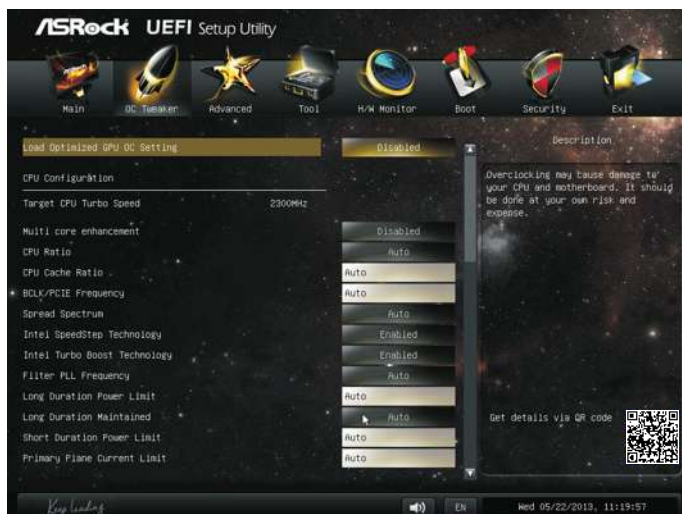 ASRock UEFI Setup Utility
Main OC Tweaker Advanced Tool H/W Monitor Boot Security Exit
Load Optimized GPU OC Setting Disabled
CPU Configuration
Target CPU Turbo Speed 2300MHz
Multi core enhancement Disabled
CPU Ratio Auto
CPU Cache Ratio Auto
BCLK/PCIE Frequency Auto
Spread Spectrum Auto
Intel SpeedStep Technology Enabled
Intel Turbo Boost Technology Enabled
Filter PLL Frequency Auto
Long Duration Power Limit Auto
Long Duration Maintained Auto
Short Duration Power Limit Auto
Primary Plane Current Limit Auto
Description
Overclocking may cause damage to
your CPU and motherboard. It should
be done at your own risk and
expense.
Get details via QR code
Keep Leading
EN
Wed 05/22/2013, 11:19:57